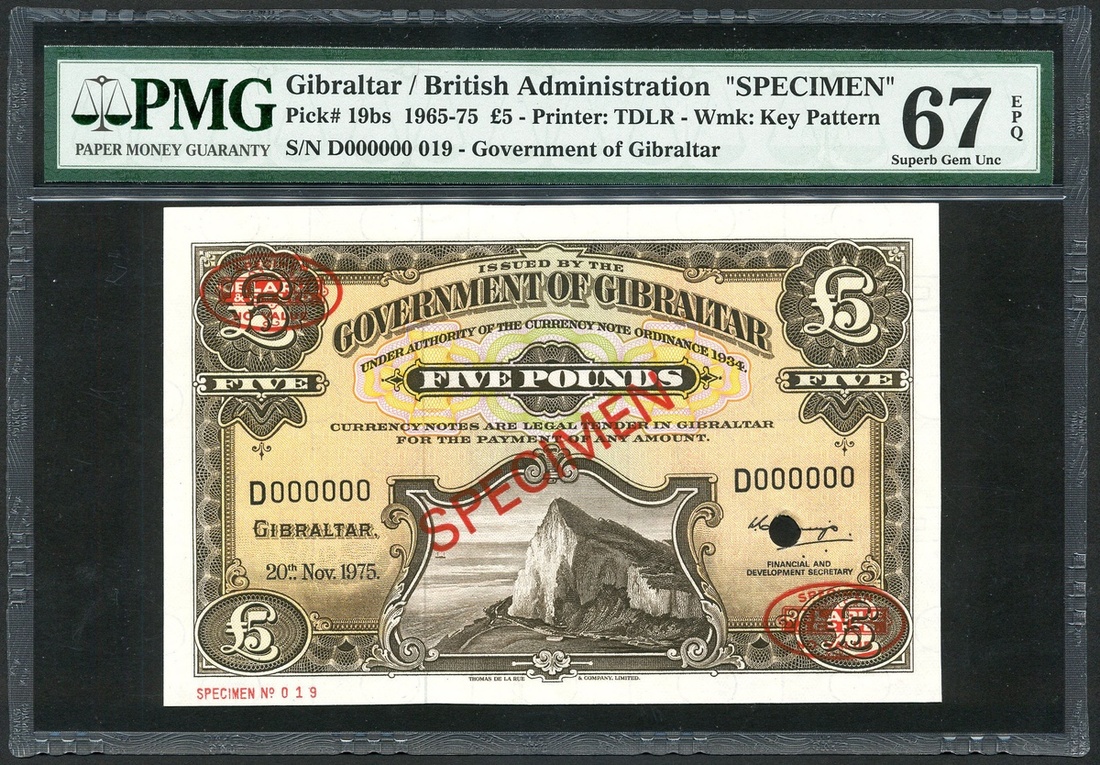 PMG
PAPER MONEY GUARANTY
Gibraltar / British Administration "SPECIMEN"
Pick# 19bs 1965-75 £5 - Printer: TDLR - Wmk: Key Pattern
S/N D000000 019 - Government of Gibraltar
67
EPQ
Superb Gem Unc
ISSUED BY THE
GOVERNMENT OF GIBRALTAR
UNDER AUTHORITY OF THE CURRENCY NOTE ORDINANCE 1934.
£5
£5
FIVE
FIVE POUNDS
FIVE
CURRENCY NOTES ARE LEGAL TENDER IN GIBRALTAR
FOR THE PAYMENT OF ANY AMOUNT.
SPECIMEN
D000000
D000000
GIBRALTAR,
20th Nov. 1975.
FINANCIAL AND
DEVELOPMENT SECRETARY
£5
£5
THOMAS DE LA RUE & COMPANY, LIMITED.
SPECIMEN Nº 019